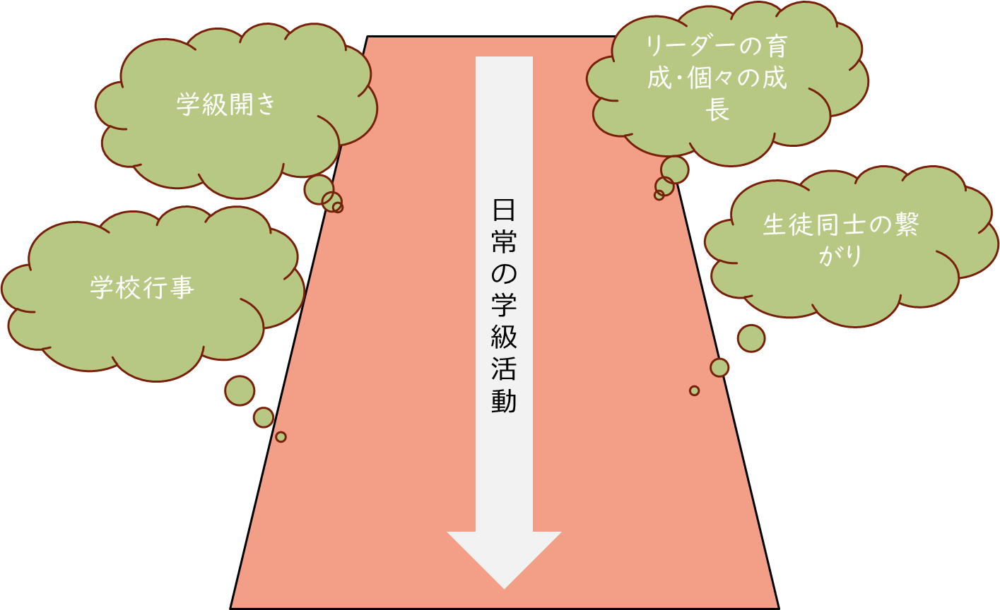 学級開き
リーダーの育
成・個々の成
長
生徒同士の繋
がり
学校行事
日常の学級活動